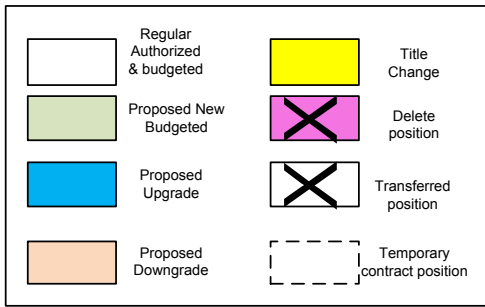 Regular
Authorized
& budgeted
Title
Change
Proposed New
Budgeted
Delete
position
Proposed
Upgrade
Transferred
position
Proposed
Downgrade
Temporary
contract position